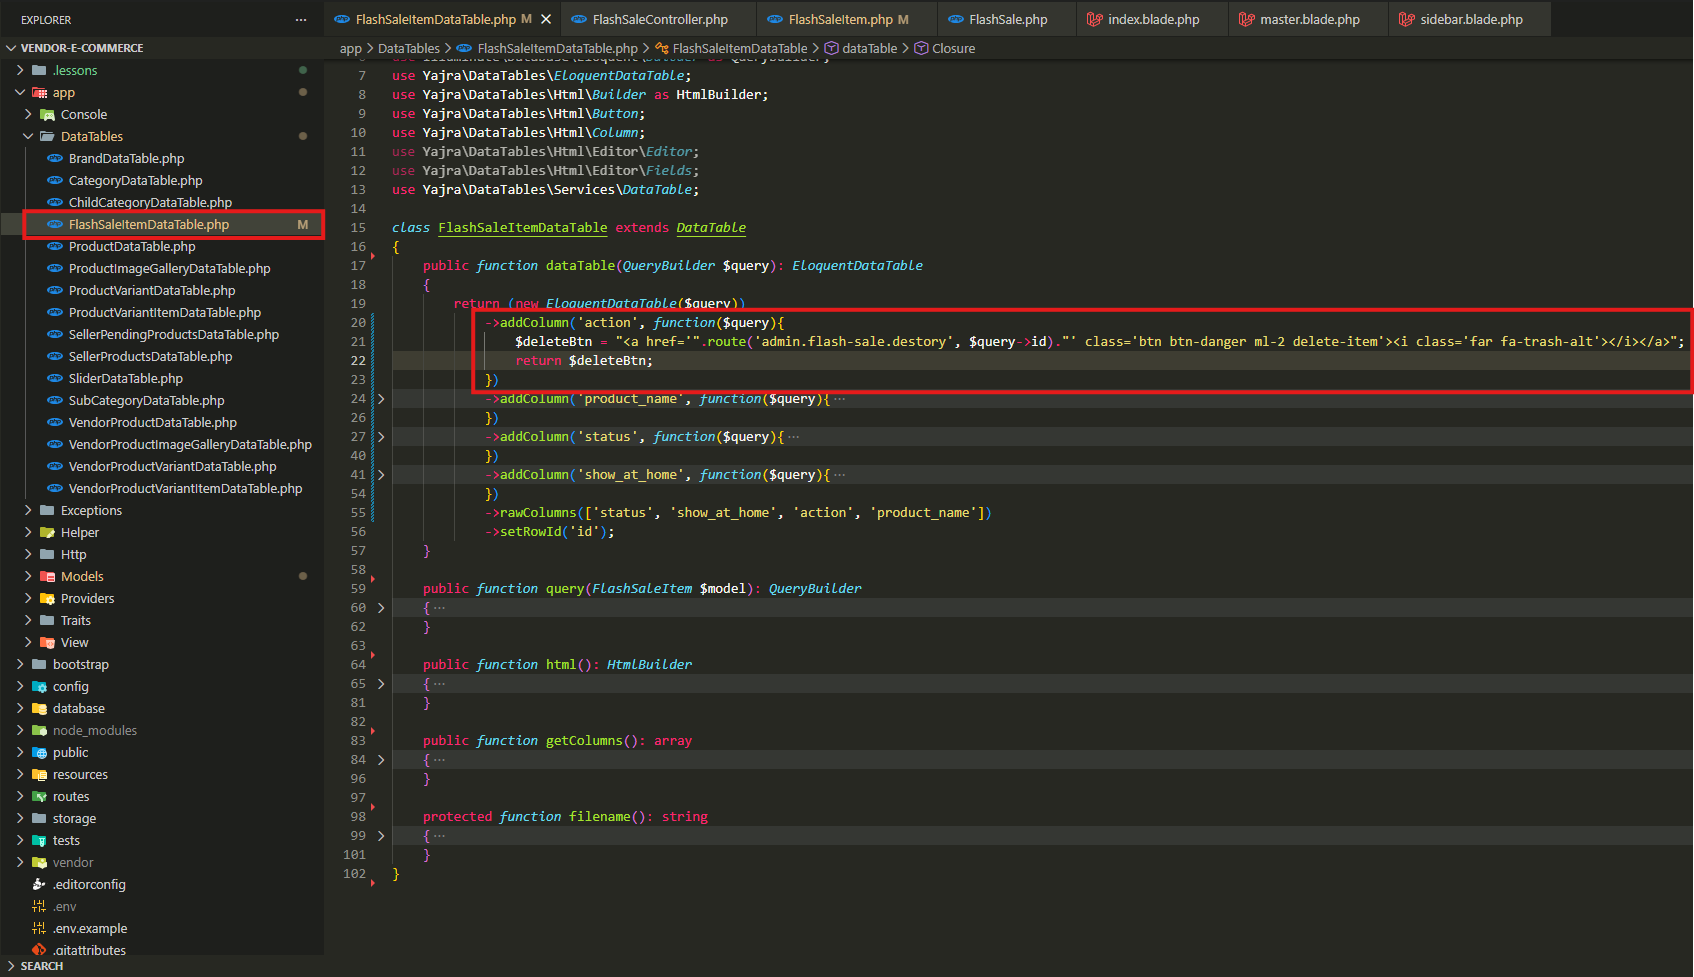 EXPLORER
···
FlashSaleItemDataTable.php M
FlashSaleController.php
FlashSaleItem.php M
FlashSale.php
index.blade.php
master.blade.php
sidebar.blade.php
VENDOR-E-COMMERCE
.lessons
app
Console
DataTables
BrandDataTable.php
CategoryDataTable.php
ChildCategoryDataTable.php
FlashSaleItemDataTable.php M
ProductDataTable.php
ProductImageGalleryDataTable.php
ProductVariantDataTable.php
ProductVariantItemDataTable.php
SellerPendingProductsDataTable.php
SellerProductsDataTable.php
SliderDataTable.php
SubCategoryDataTable.php
VendorProductDataTable.php
VendorProductImageGalleryDataTable.php
VendorProductVariantDataTable.php
VendorProductVariantItemDataTable.php
Exceptions
Helper
Http
Models
Providers
Traits
View
bootstrap
config
database
node_modules
public
resources
routes
storage
tests
vendor
.editorconfig
.env
.env.example
.gitattributes
SEARCH
app > DataTables > FlashSaleItemDataTable.php > FlashSaleItemDataTable > dataTable > Closure
6 use Illuminate\Database\Eloquent\Builder as QueryBuilder;
7 use Yajra\DataTables\EloquentDataTable;
8 use Yajra\DataTables\Html\Builder as HtmlBuilder;
9 use Yajra\DataTables\Html\Button;
10 use Yajra\DataTables\Html\Column;
11 use Yajra\DataTables\Html\Editor\Editor;
12 use Yajra\DataTables\Html\Editor\Fields;
13 use Yajra\DataTables\Services\DataTable;
14
15 class FlashSaleItemDataTable extends DataTable
16 {
17 public function dataTable(QueryBuilder $query): EloquentDataTable
18 {
19 return (new EloquentDataTable($query))
20 ->addColumn('action', function($query){
21 $deleteBtn = "<a href='".route('admin.flash-sale.destory', $query->id)."' class='btn btn-danger ml-2 delete-item'><i class='far fa-trash-alt'></i></a>";
22 return $deleteBtn;
23 })
24 ->addColumn('product_name', function($query){ ···
26 })
27 ->addColumn('status', function($query){ ···
40 })
41 ->addColumn('show_at_home', function($query){ ···
54 })
55 ->rawColumns(['status', 'show_at_home', 'action', 'product_name'])
56 ->setRowId('id');
57 }
58
59 public function query(FlashSaleItem $model): QueryBuilder
60 { ···
62 }
63
64 public function html(): HtmlBuilder
65 { ···
81 }
82
83 public function getColumns(): array
84 { ···
96 }
97
98 protected function filename(): string
99 { ···
101 }
102 }